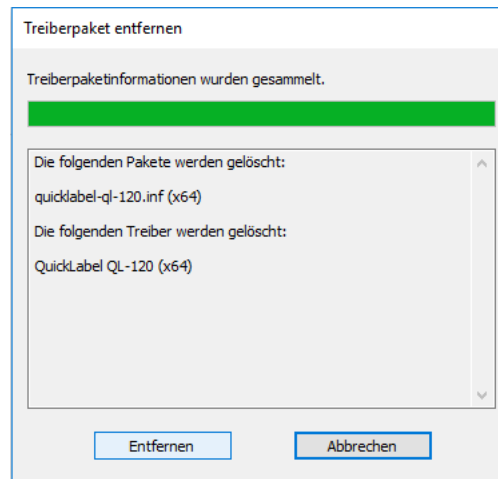 Treiberpaket entfernen
Treiberpaketinformationen wurden gesammelt.
Die folgenden Pakete werden gelöscht:
quicklabel-ql-120.inf (x64)
Die folgenden Treiber werden gelöscht:
QuickLabel QL-120 (x64)
Entfernen
Abbrechen